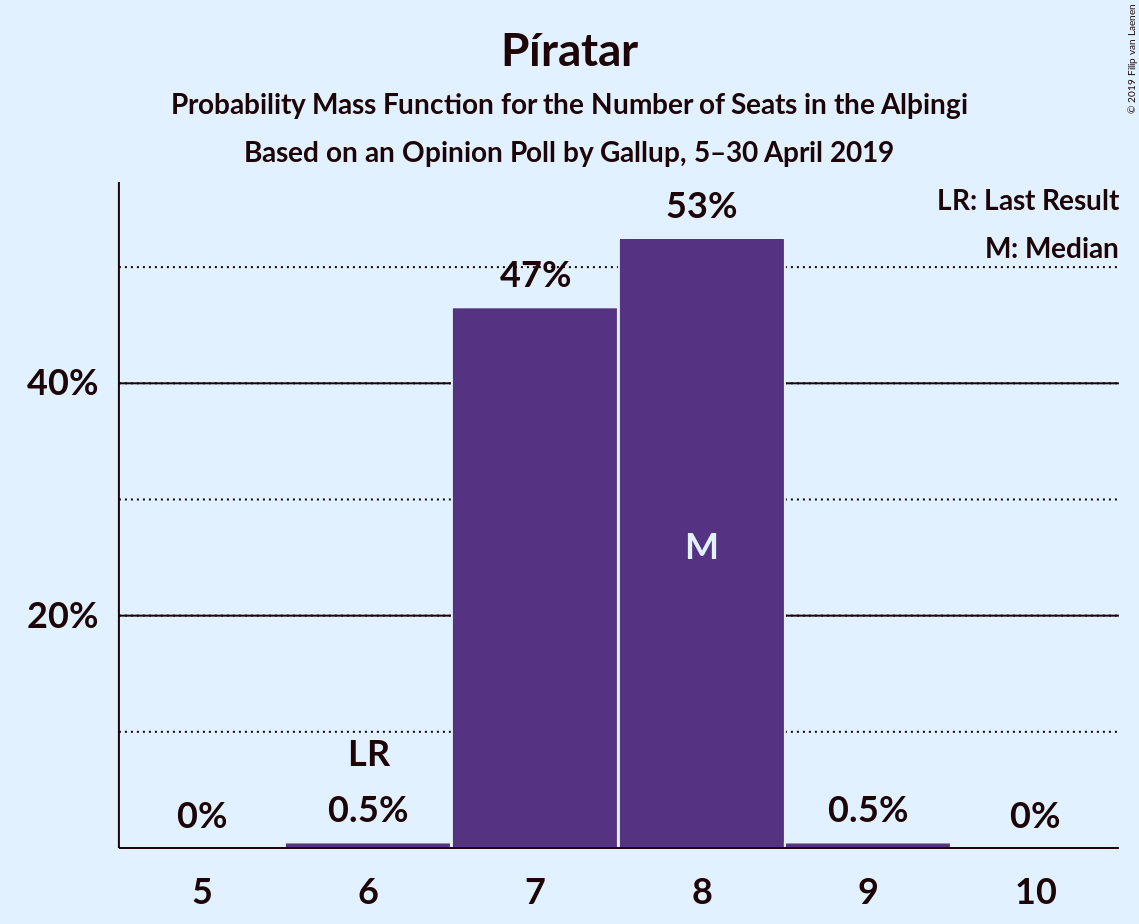 Píratar
Probability Mass Function for the Number of Seats in the Alþingi
Based on an Opinion Poll by Gallup, 5–30 April 2019
© 2019 Filip van Laenen
LR: Last Result
M: Median
53%
47%
40%
M
20%
LR
0%
0.5%
0.5%
0%
5
6
7
8
9
10